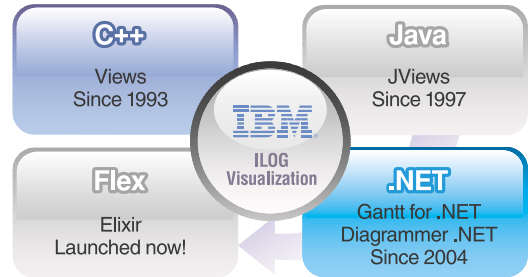 C++
Views
Since 1993
Java
JViews
Since 1997
IBM
ILOG
Visualization
Flex
Elixir
Launched now!
.NET
Gantt for .NET
Diagrammer .NET
Since 2004